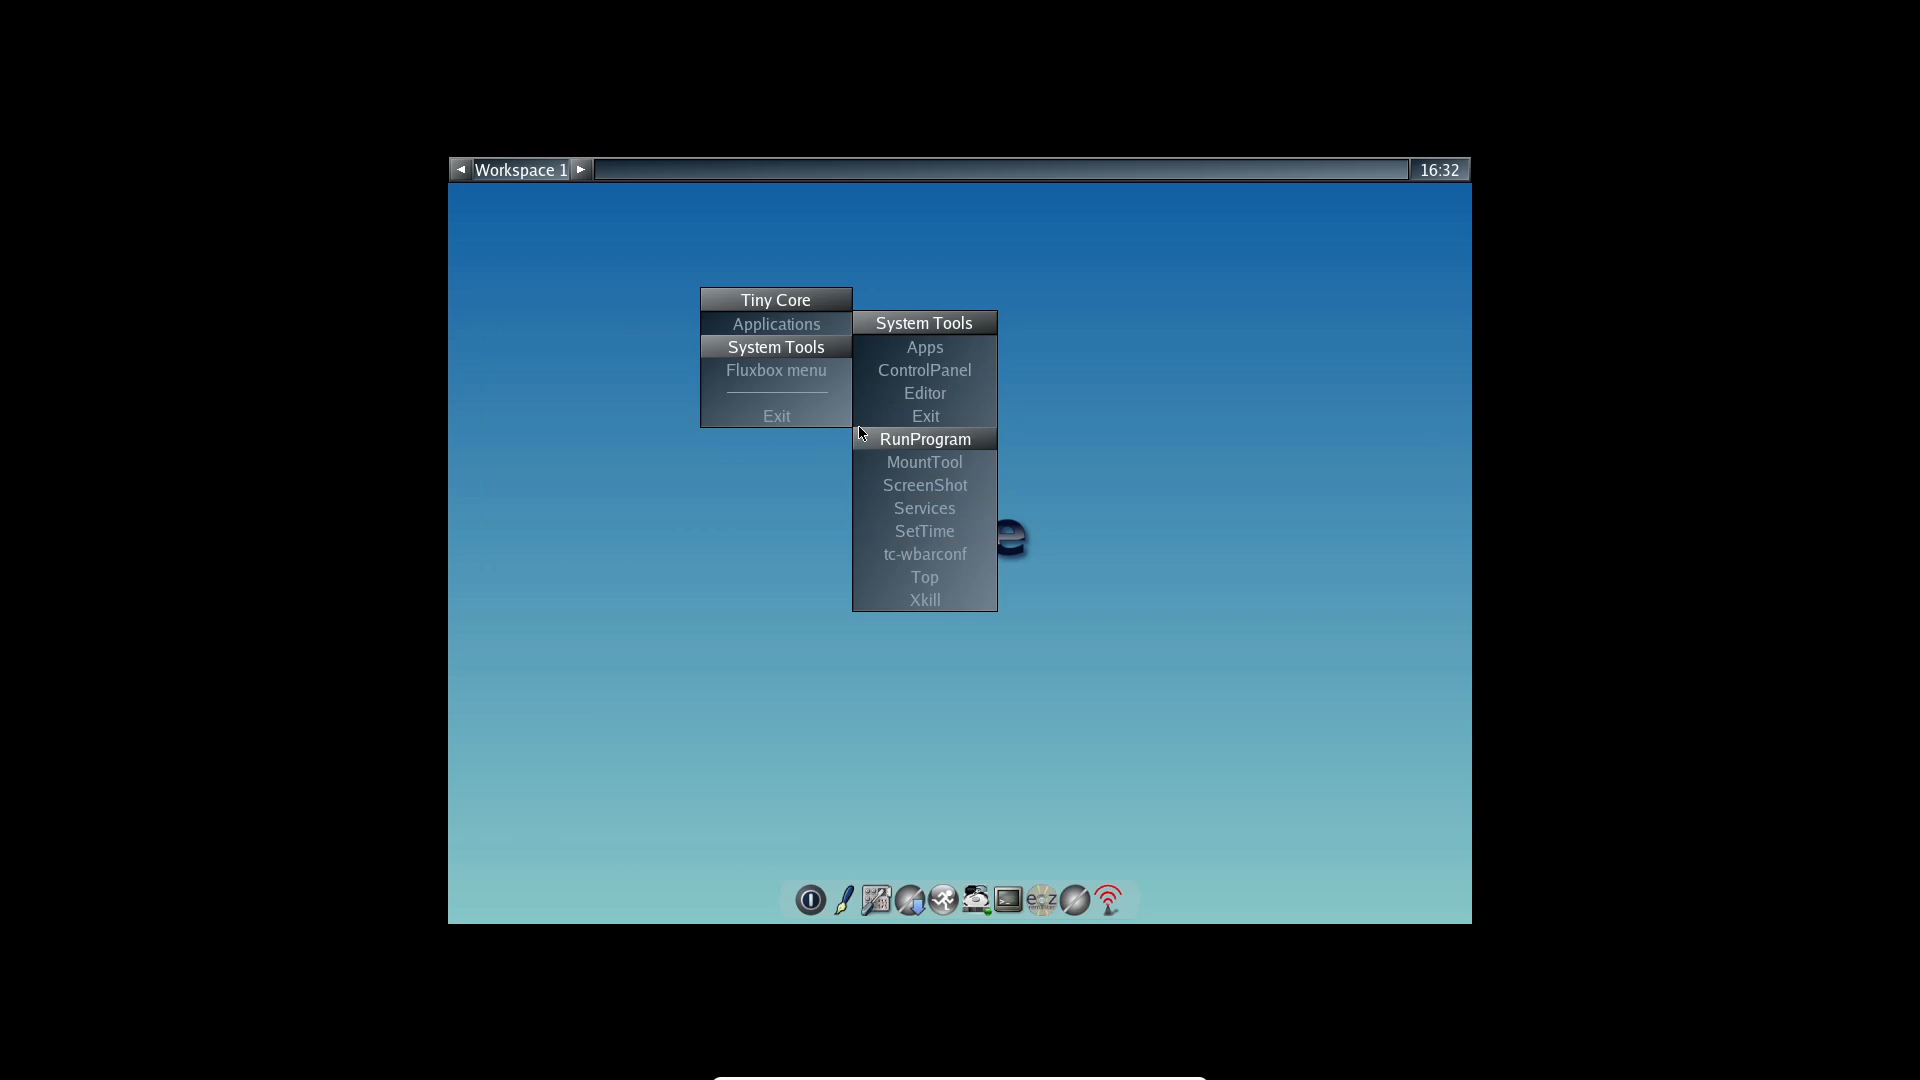 Workspace 1
16:32
Tiny Core
Applications
System Tools
Fluxbox menu
Exit
System Tools
Apps
ControlPanel
Editor
Exit
RunProgram
MountTool
ScreenShot
Services
SetTime
tc-wbarconf
Top
Xkill
e
ezremaster